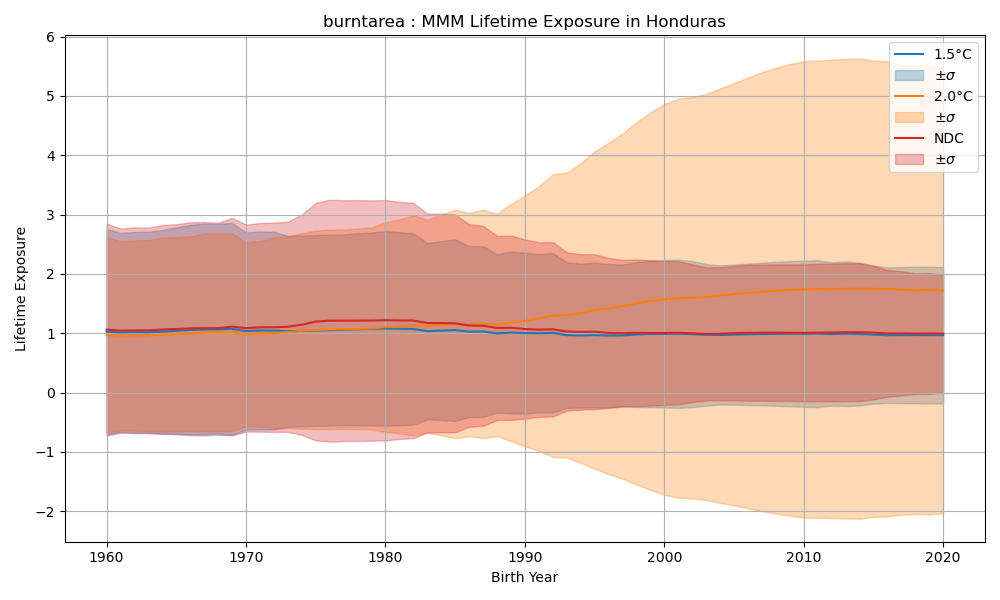 burntarea : MMM Lifetime Exposure in Honduras
Lifetime Exposure
6
5
4
3
2
1
0
−1
−2
1960 1970 1980 1990 2000 2010 2020
Birth Year
1.5°C
±σ
2.0°C
±σ
NDC
±σ